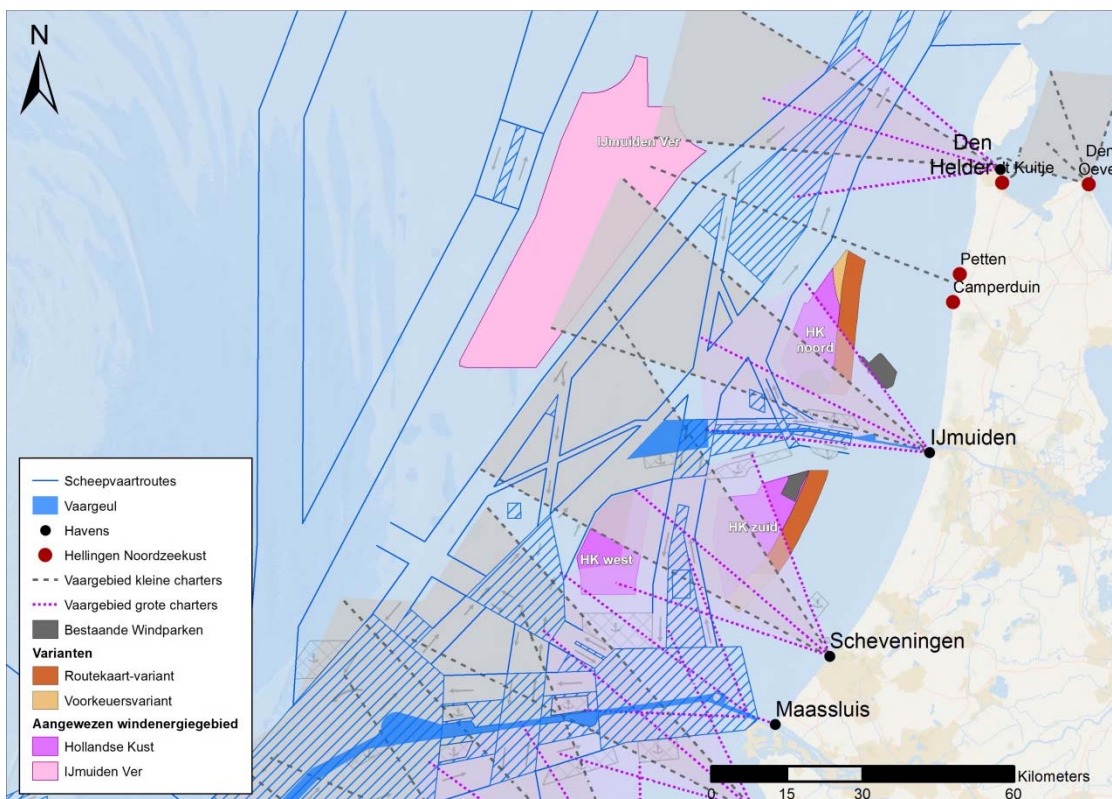 N
IJmuiden Ver
Den
Helder
't Kuitje
Den
Oeve
Petten
Camperduin
HK
noord
IJmuiden
HK zuid
HK west
Scheveningen
Maassluis
Scheepvaartroutes
Vaargeul
Havens
Hellingen Noordzeekust
Vaargebied kleine charters
Vaargebied grote charters
Bestaande Windparken
Varianten
Routekaart-variant
Voorkeursvariant
Aangewezen windenergiegebied
Hollandse Kust
IJmuiden Ver
Kilometers
0 15 30 60